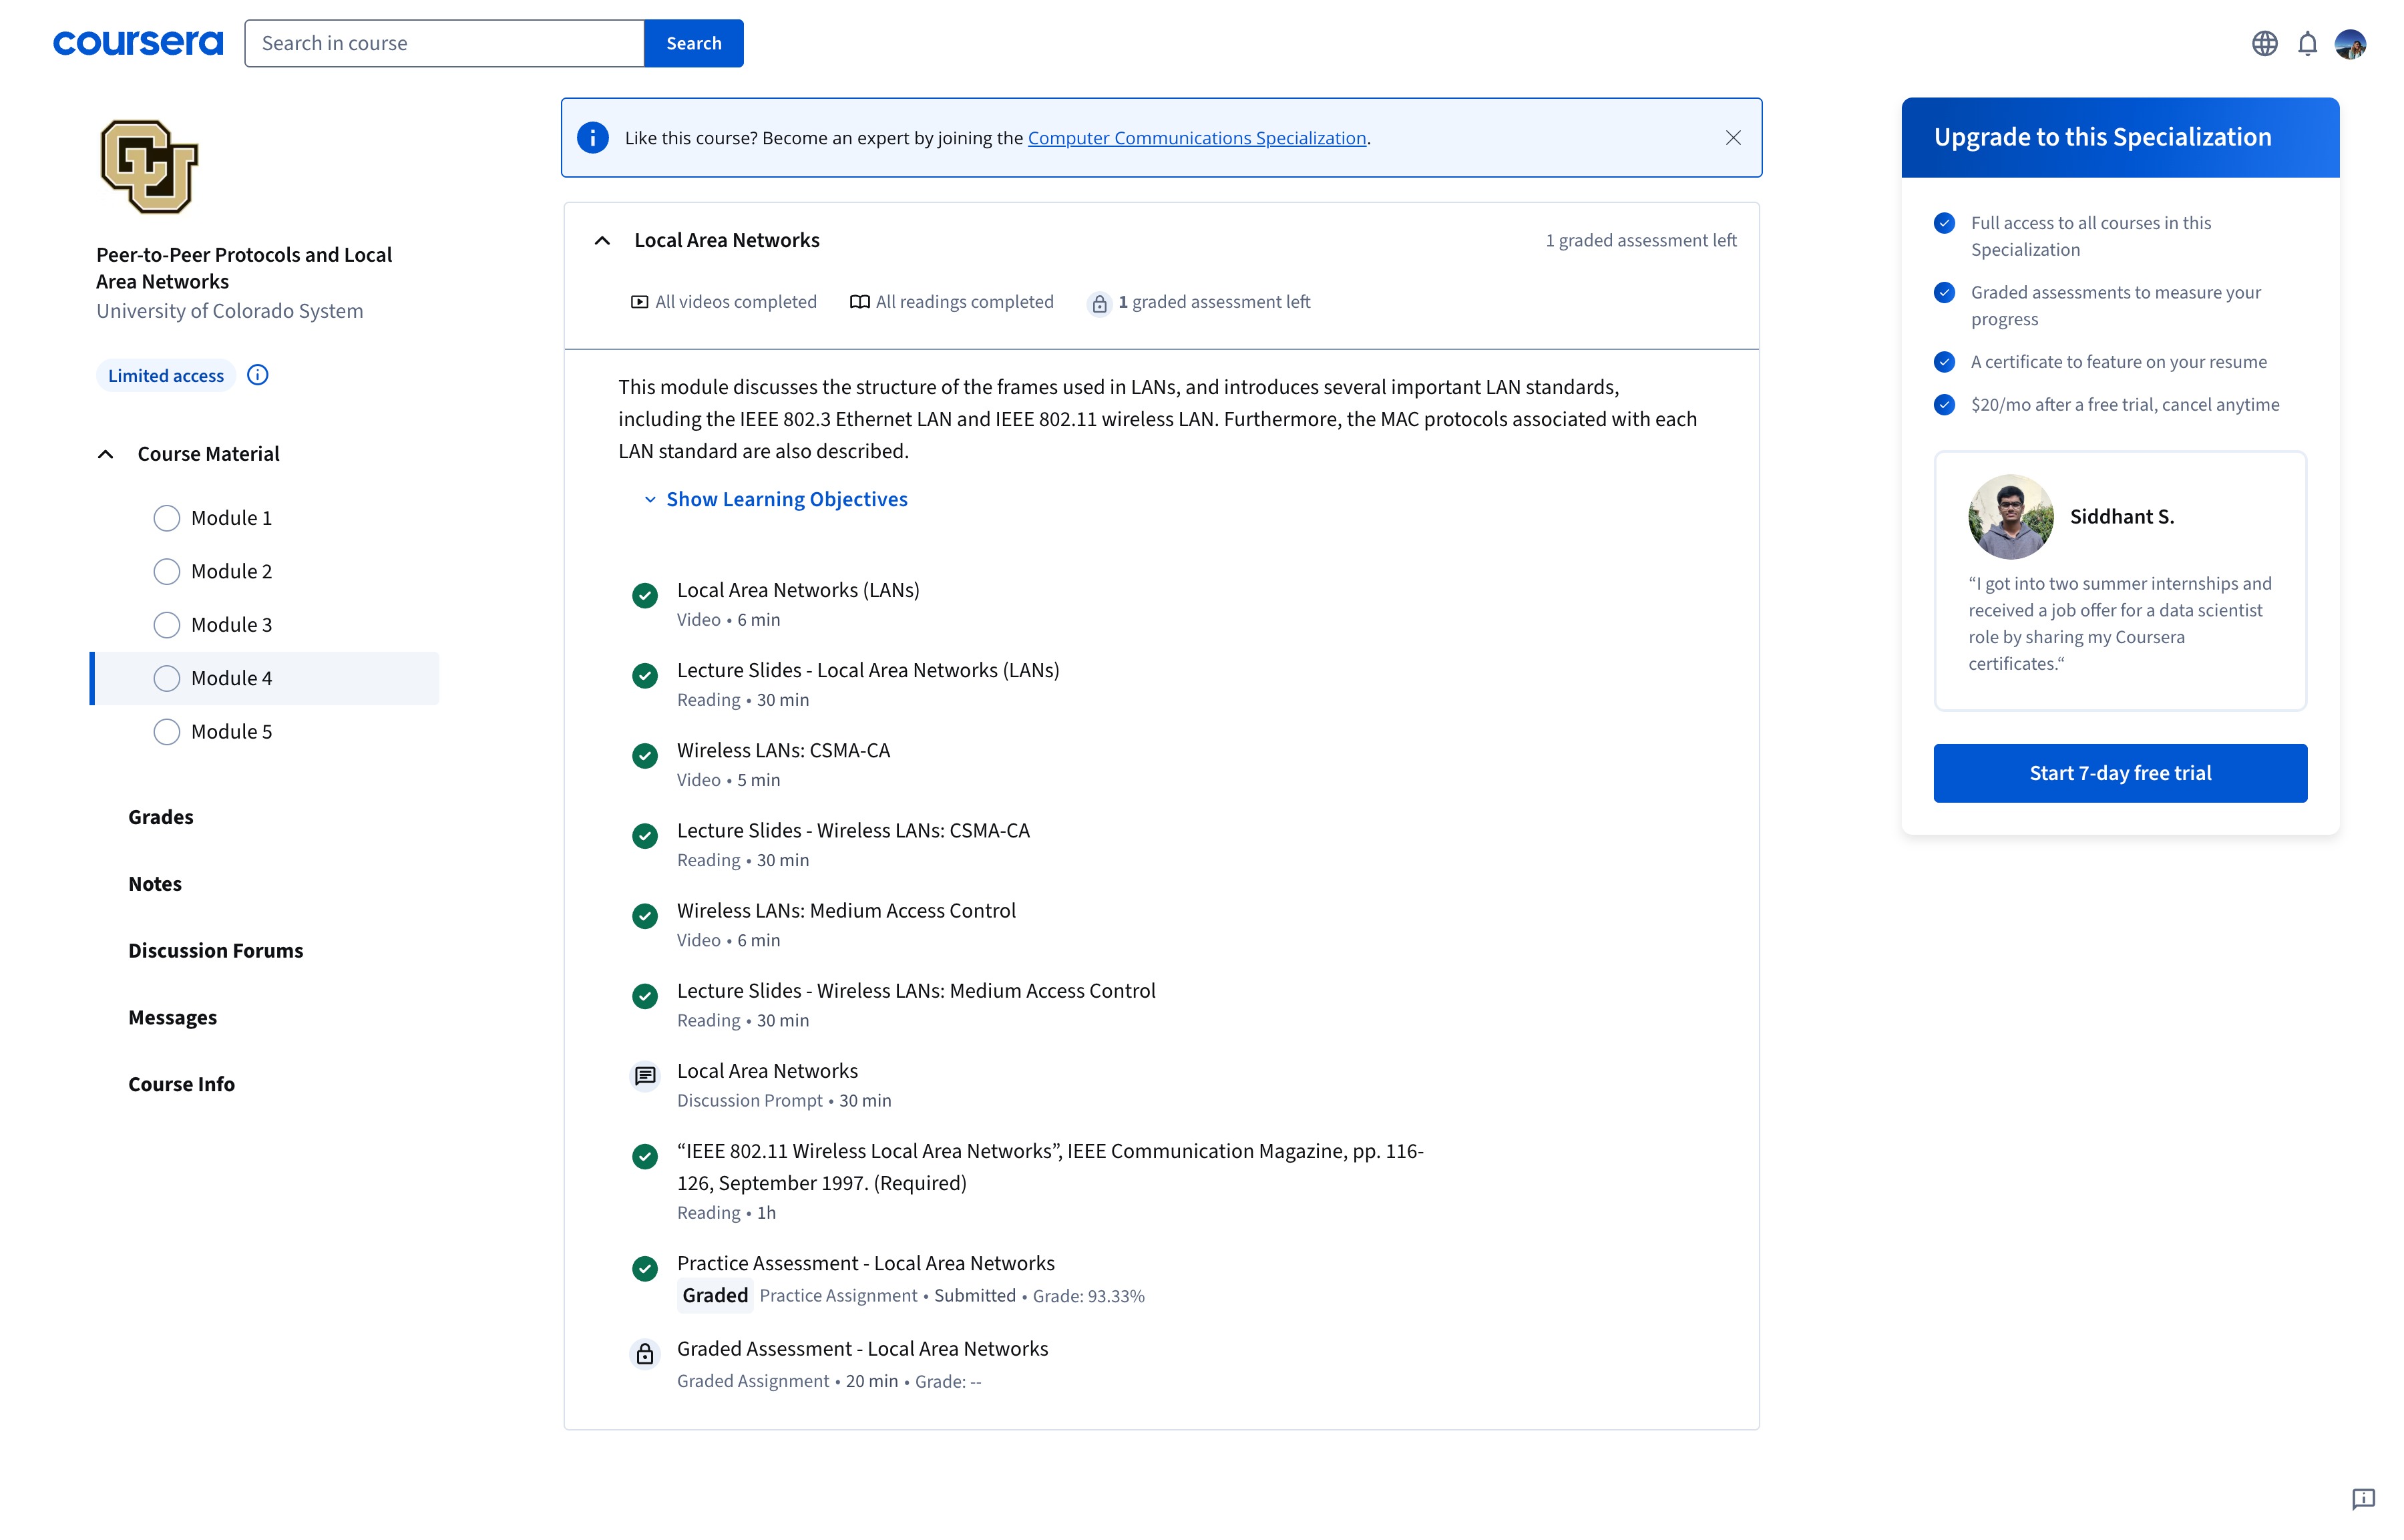 coursera
Search in course
Search
CU
Peer-to-Peer Protocols and Local
Area Networks
University of Colorado System
Limited access
Course Material
Module 1
Module 2
Module 3
Module 4
Module 5
Grades
Notes
Discussion Forums
Messages
Course Info
Like this course? Become an expert by joining the Computer Communications Specialization.
Local Area Networks
1 graded assessment left
All videos completed
All readings completed
1 graded assessment left
This module discusses the structure of the frames used in LANs, and introduces several important LAN standards,
including the IEEE 802.3 Ethernet LAN and IEEE 802.11 wireless LAN. Furthermore, the MAC protocols associated with each
LAN standard are also described.
Show Learning Objectives
Local Area Networks (LANs)
Video • 6 min
Lecture Slides - Local Area Networks (LANs)
Reading • 30 min
Wireless LANs: CSMA-CA
Video • 5 min
Lecture Slides - Wireless LANs: CSMA-CA
Reading • 30 min
Wireless LANs: Medium Access Control
Video • 6 min
Lecture Slides - Wireless LANs: Medium Access Control
Reading • 30 min
Local Area Networks
Discussion Prompt • 30 min
“IEEE 802.11 Wireless Local Area Networks”, IEEE Communication Magazine, pp. 116-
126, September 1997. (Required)
Reading • 1h
Practice Assessment - Local Area Networks
Graded Practice Assignment • Submitted • Grade: 93.33%
Graded Assessment - Local Area Networks
Graded Assignment • 20 min • Grade: --
Upgrade to this Specialization
Full access to all courses in this
Specialization
Graded assessments to measure your
progress
A certificate to feature on your resume
$20/mo after a free trial, cancel anytime
Siddhant S.
“I got into two summer internships and
received a job offer for a data scientist
role by sharing my Coursera
certificates.“
Start 7-day free trial